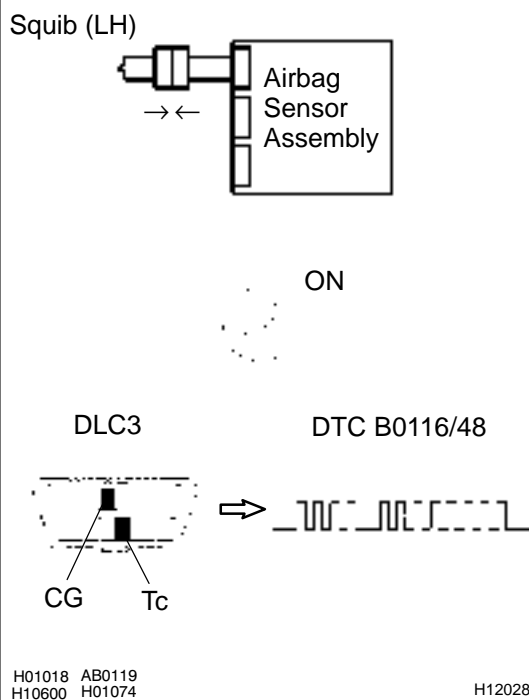 Squib (LH)
Airbag
Sensor
Assembly
ON
DLC3
DTC B0116/48
CG
Tc
H01018 AB0119
H10600 H01074
H12028